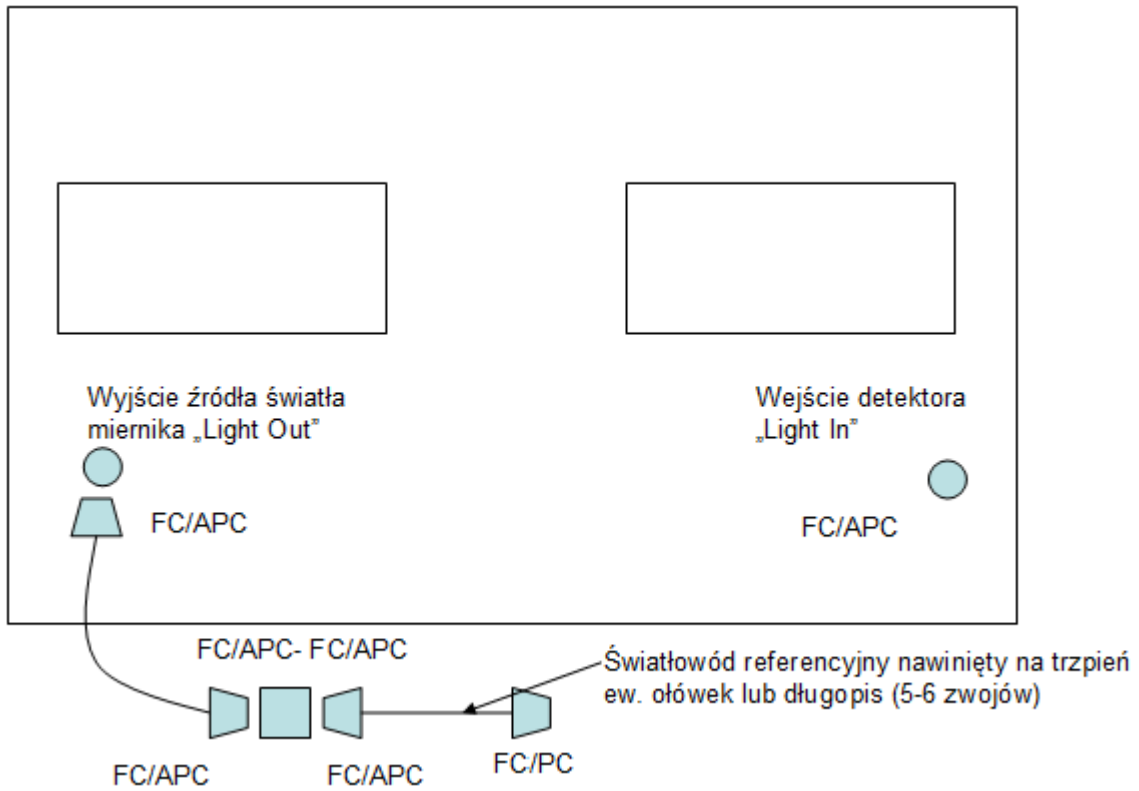 Wyjście źródła światła
miernika „Light Out”
Wejście detektora
„Light In”
FC/APC
FC/APC
FC/APC- FC/APC
Światłowód referencyjny nawinięty na trzpień
ew. ołówek lub długopis (5-6 zwojów)
FC/APC
FC/APC
FC/PC